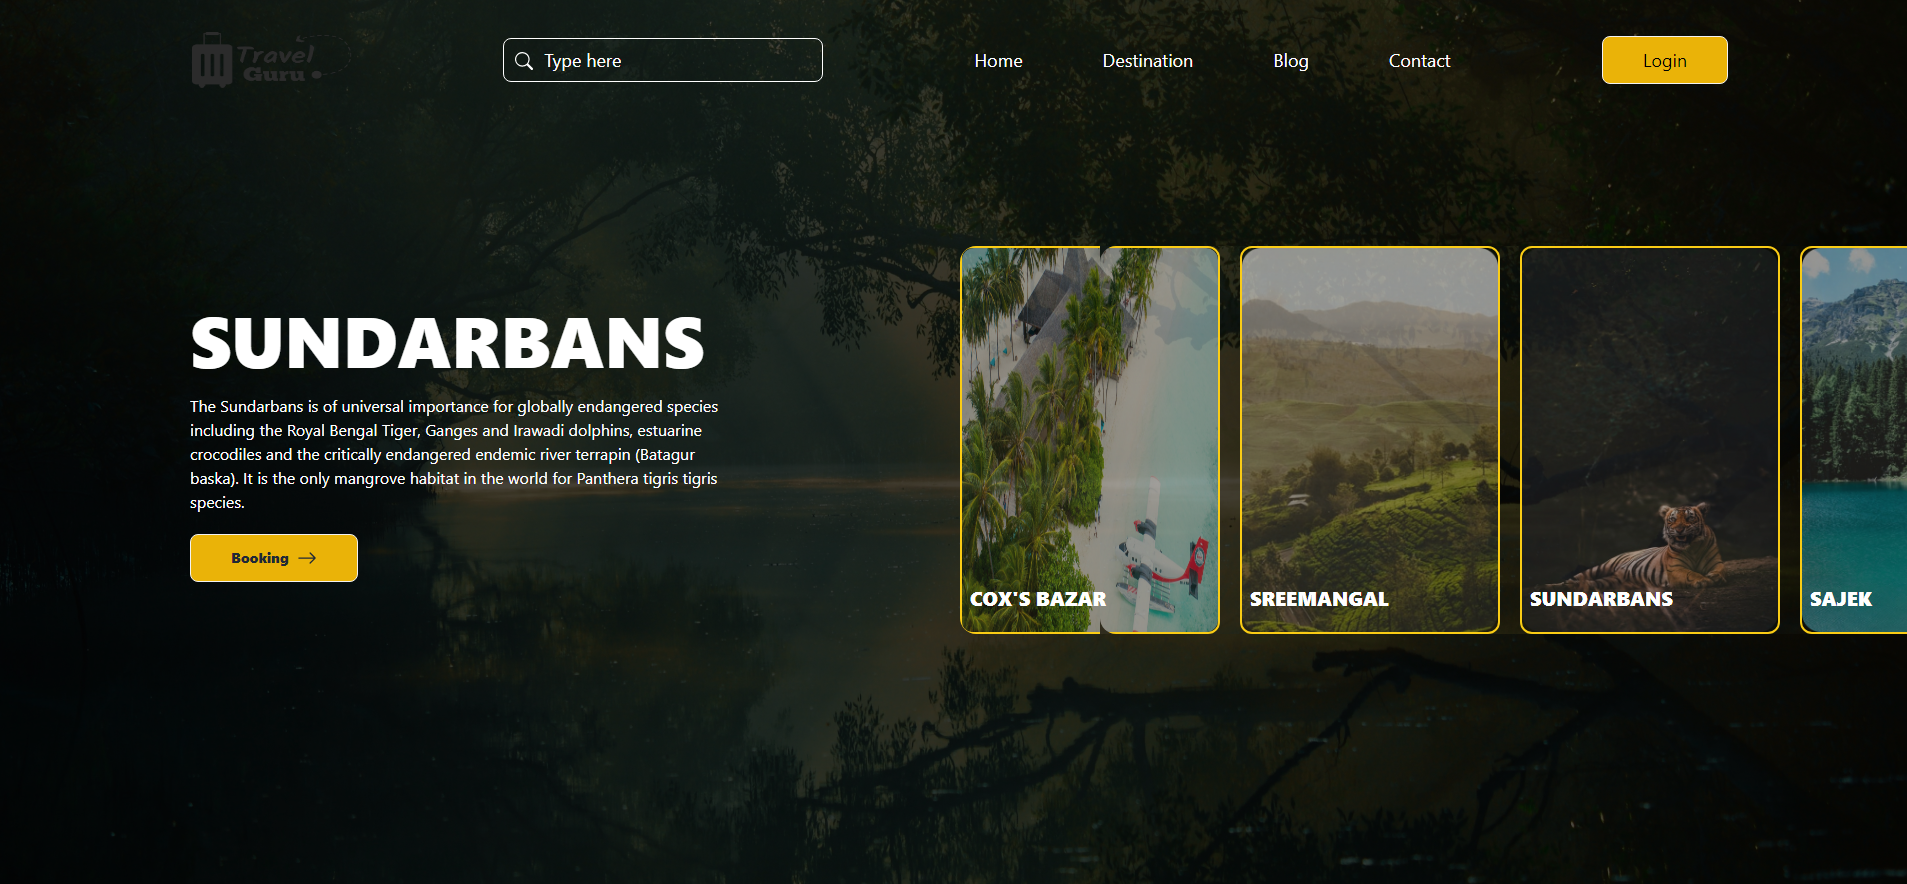 Travel
Guru
Type here
Home
Destination
Blog
Contact
Login
SUNDARBANS
The Sundarbans is of universal importance for globally endangered species
including the Royal Bengal Tiger, Ganges and Irawadi dolphins, estuarine
crocodiles and the critically endangered endemic river terrapin (Batagur
baska). It is the only mangrove habitat in the world for Panthera tigris tigris
species.
Booking
COX'S BAZAR
SREEMANGAL
SUNDARBANS
SAJEK